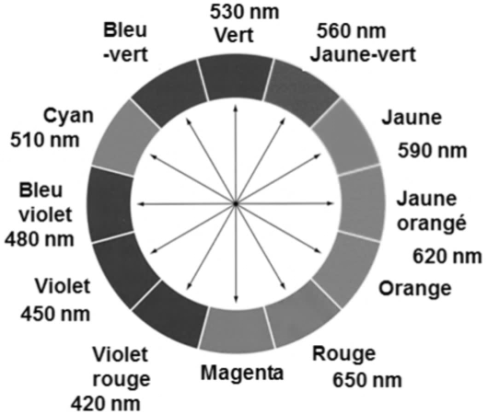 530 nm
Vert
560 nm
Jaune-vert
Jaune
590 nm
Jaune
orangé
620 nm
Orange
Rouge
650 nm
Magenta
Violet
rouge
420 nm
Violet
450 nm
Bleu
violet
480 nm
Cyan
510 nm
Bleu
-vert